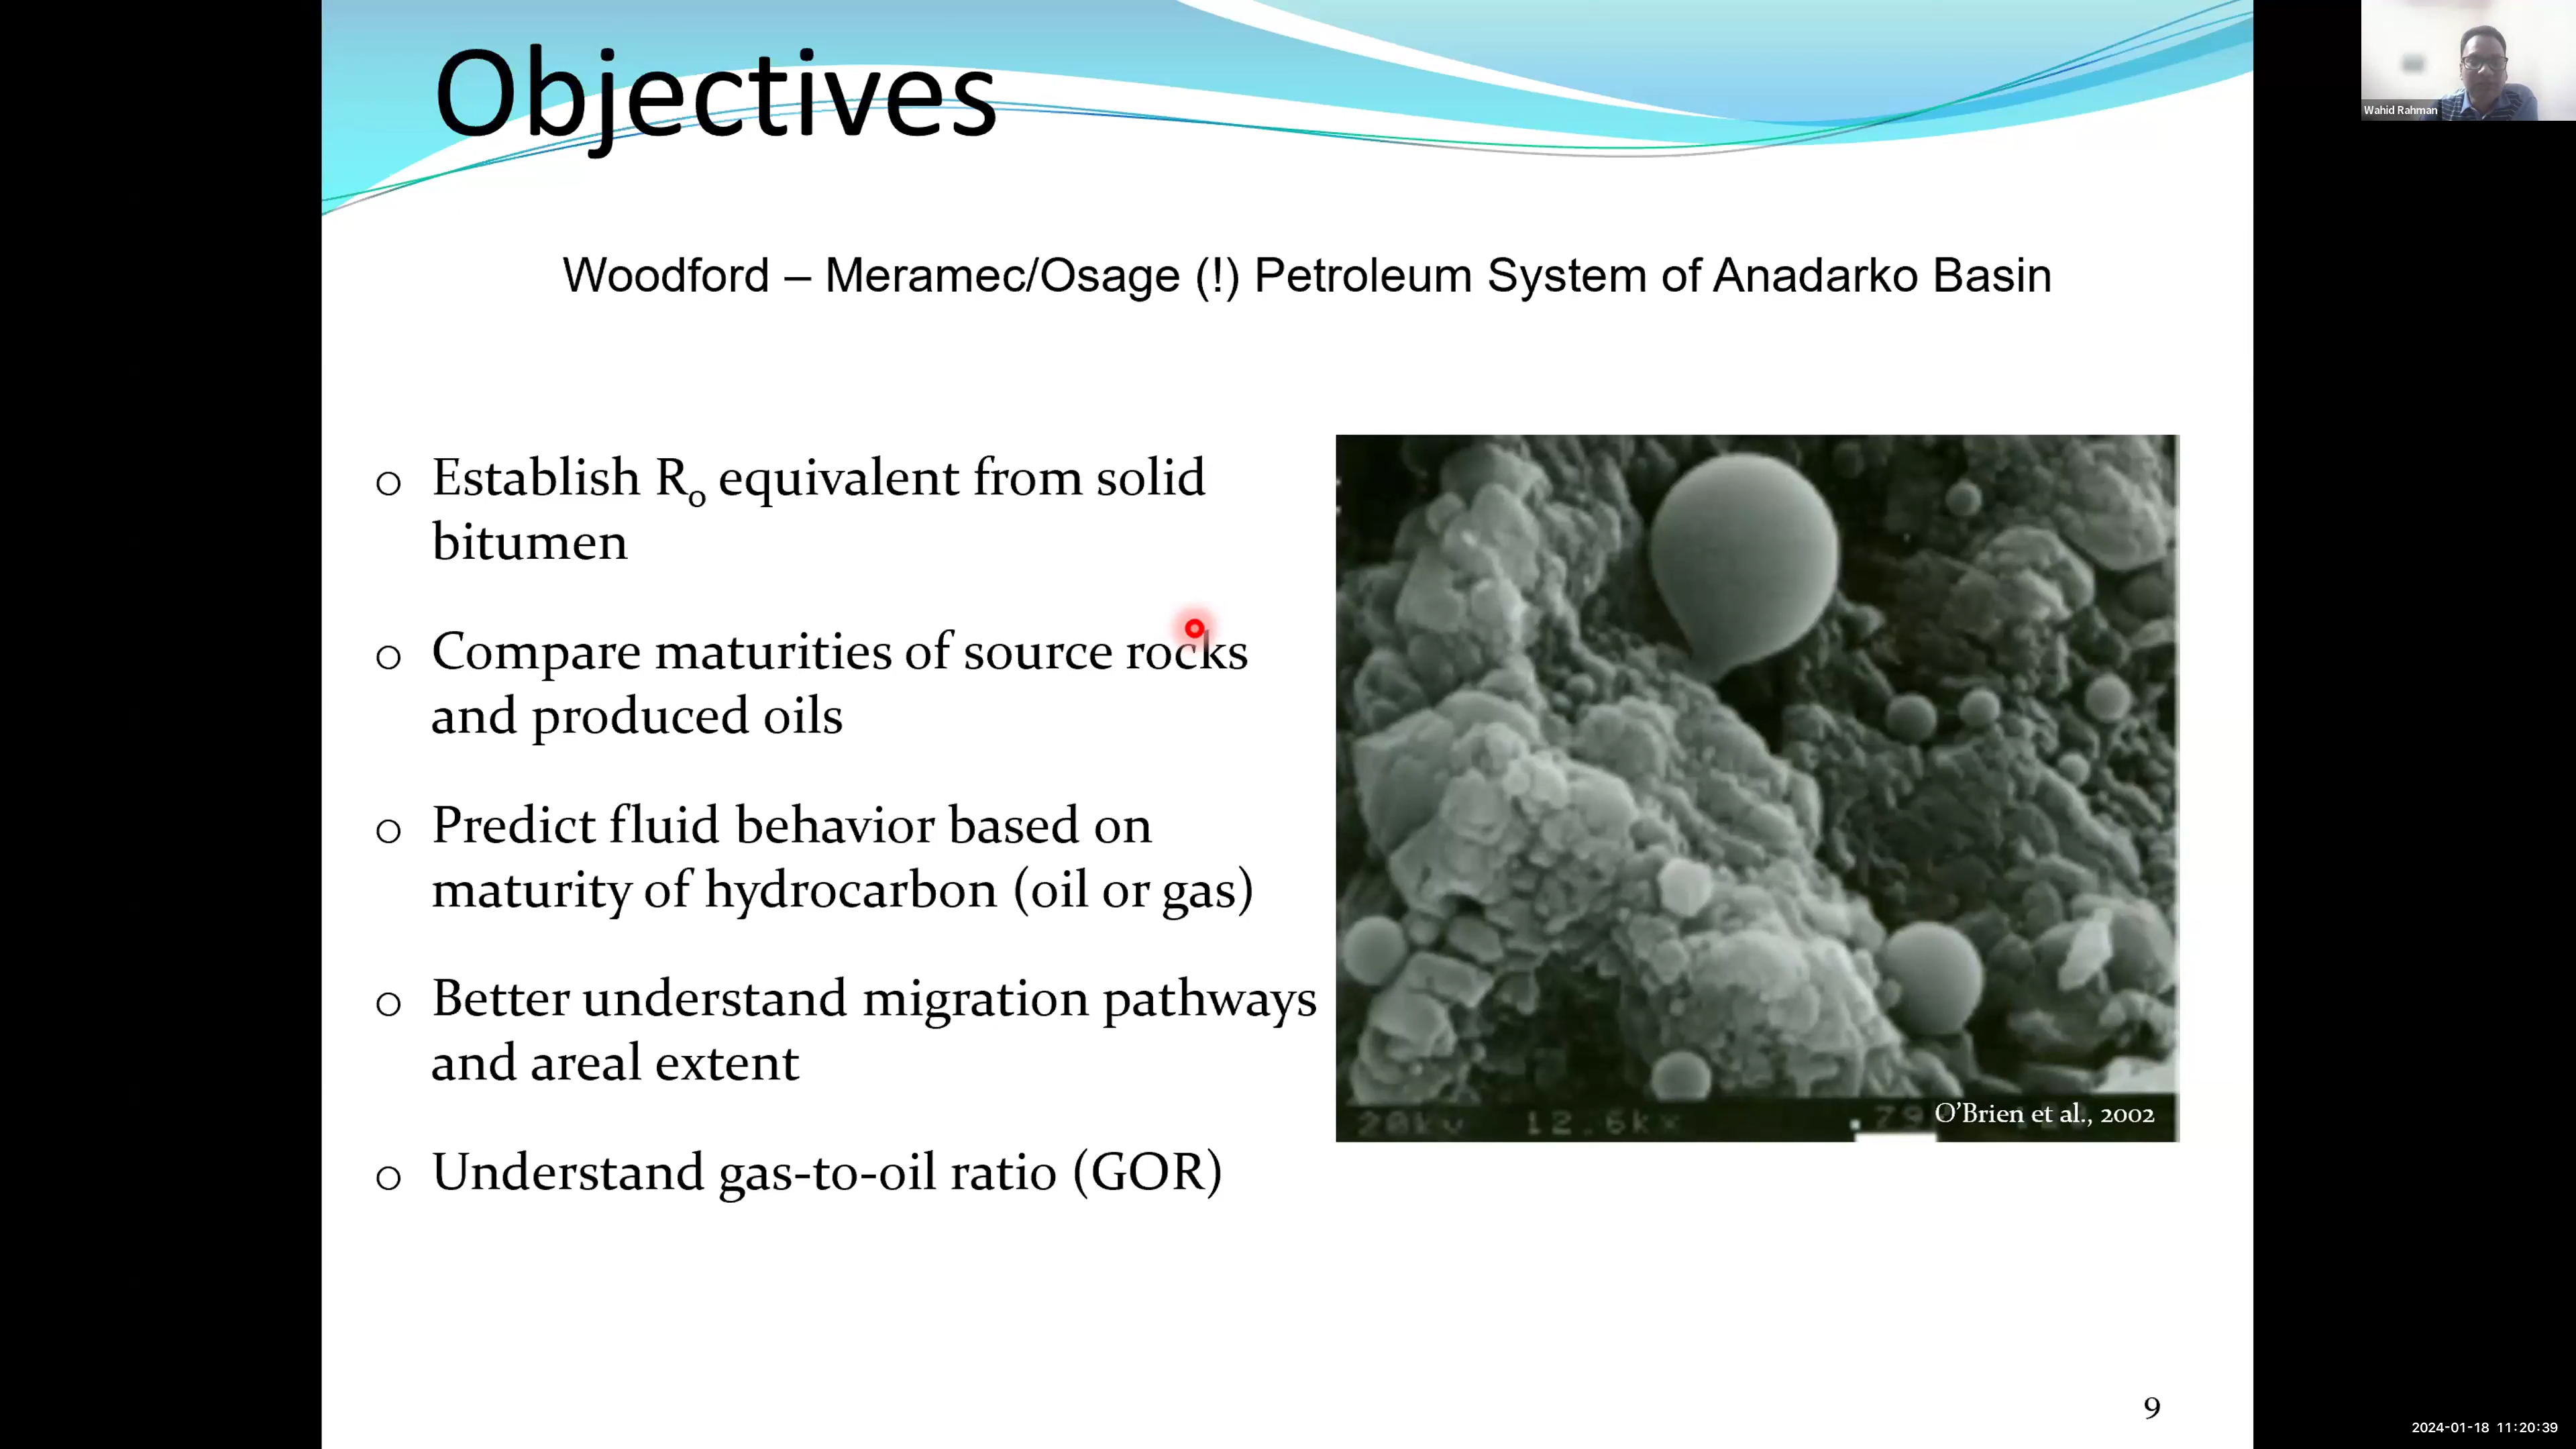 Objectives
Wahid Rahman
Woodford – Meramec/Osage (!) Petroleum System of Anadarko Basin
o Establish Ro equivalent from solid
bitumen
o Compare maturities of source rocks
and produced oils
o Predict fluid behavior based on
maturity of hydrocarbon (oil or gas)
o Better understand migration pathways
and areal extent
o Understand gas-to-oil ratio (GOR)
20kv 12.6kx
O’Brien et al., 2002
9
2024-01-18 11:20:39